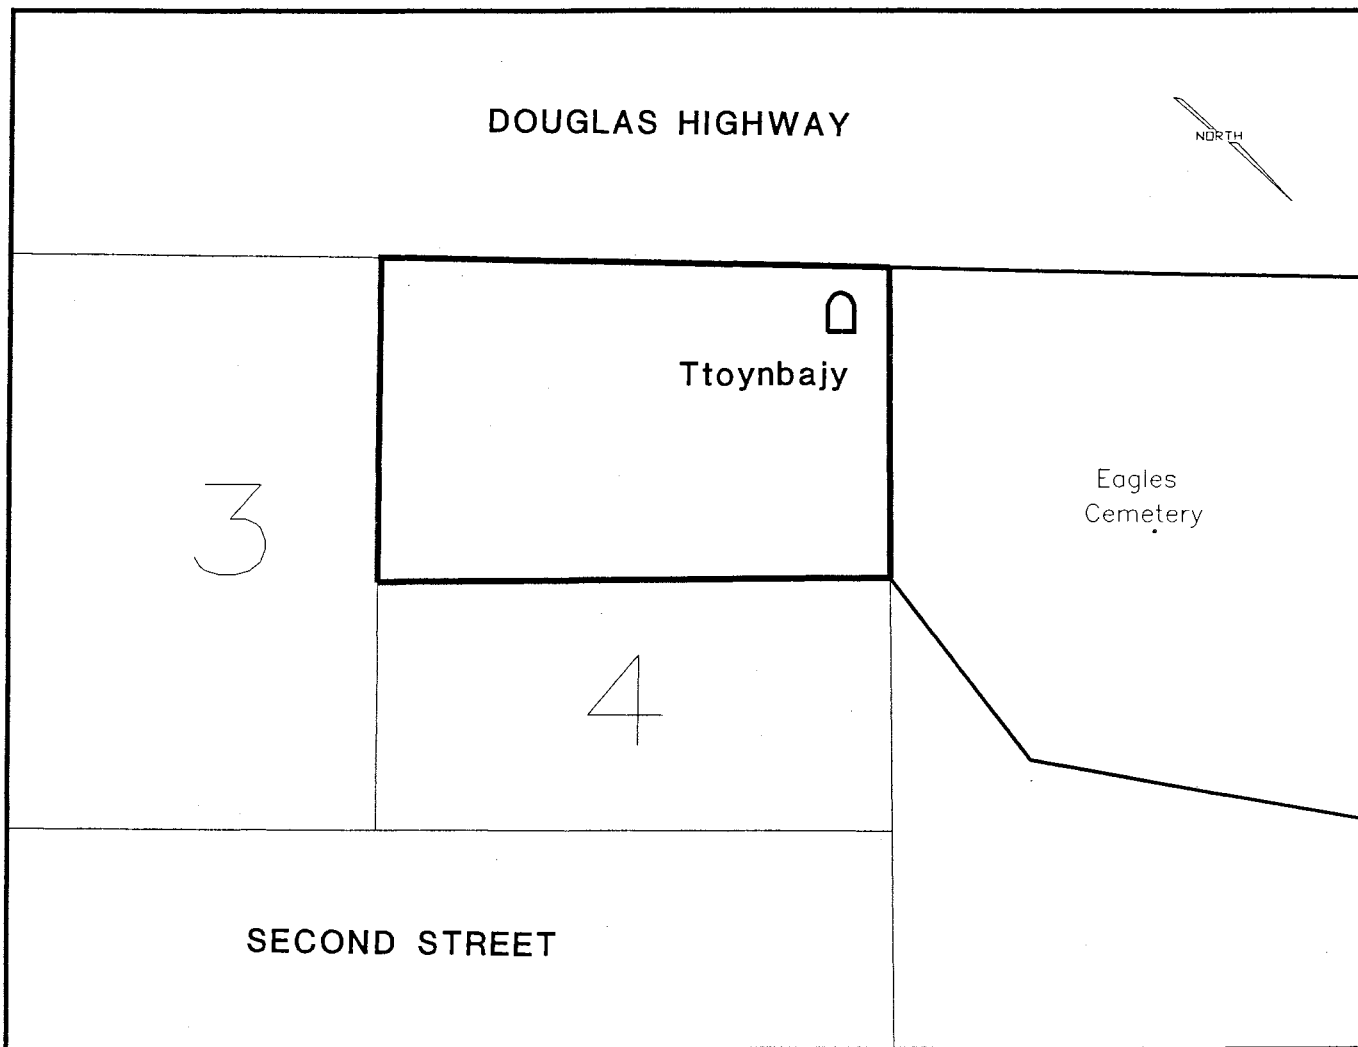 DOUGLAS HIGHWAY
NORTH
Ttoynbajy
Eagles
Cemetery
3
4
SECOND STREET